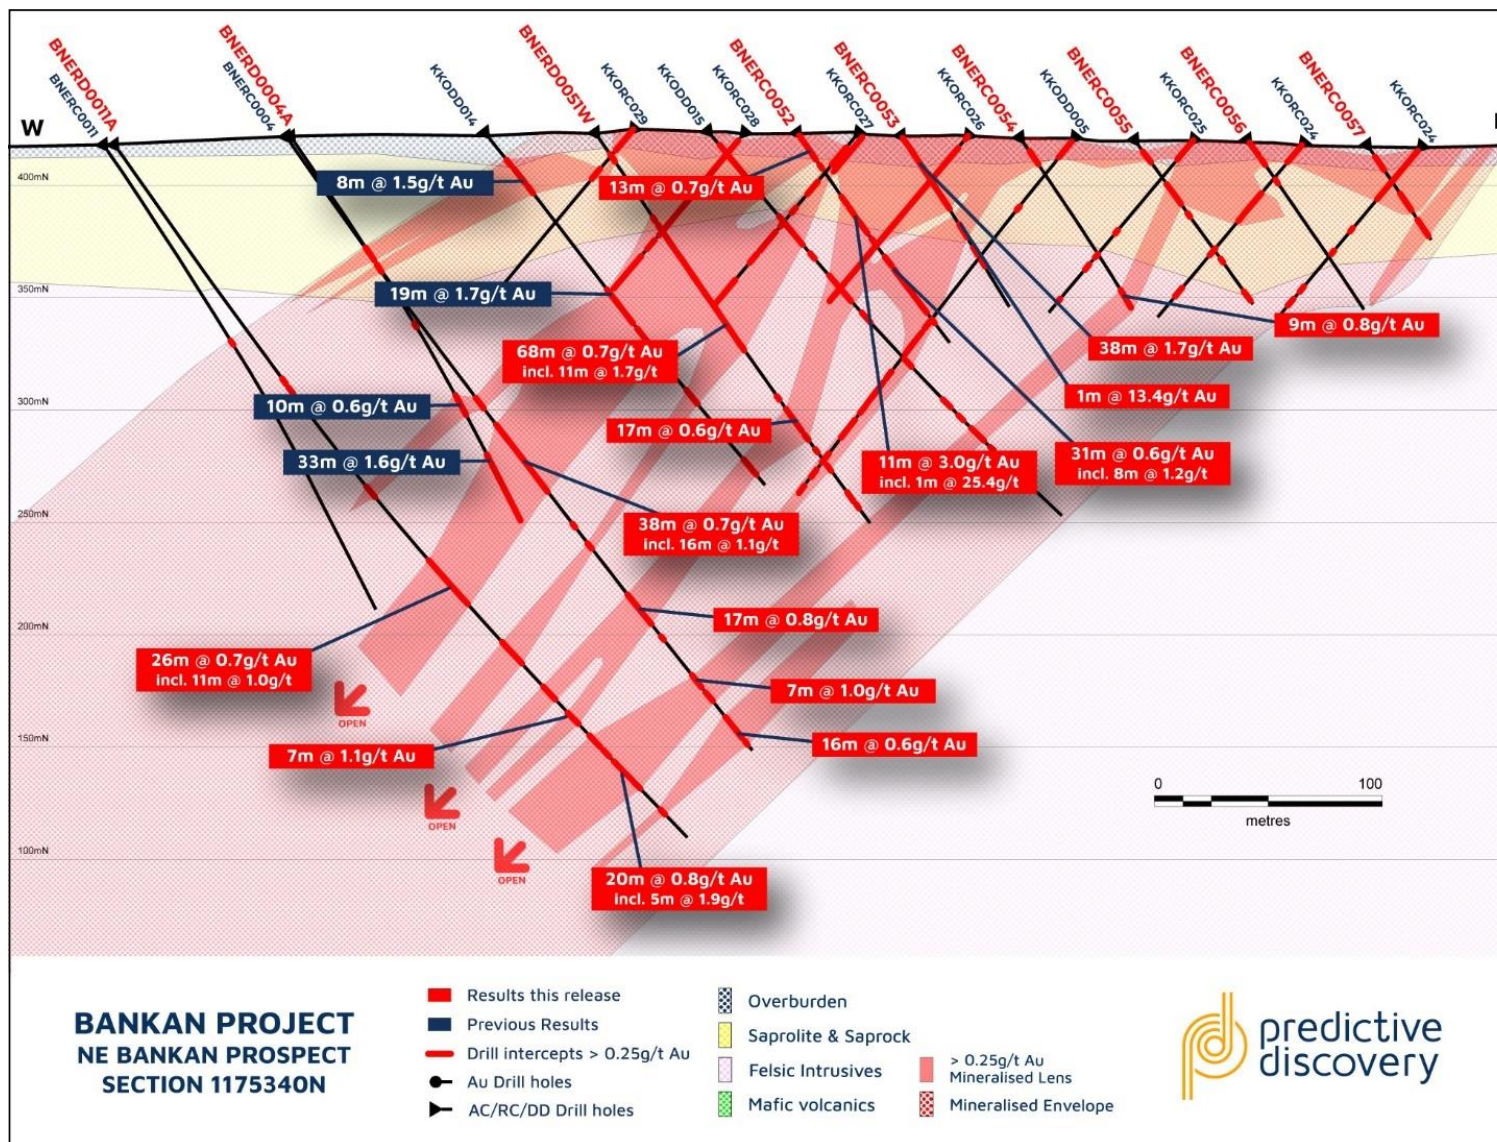 BNERD0011A
BNERC0011
BNERD0004A
BNERC0004
KKODD014
BNERD0051W
KKORC029
KKODD015
KKORC028
BNERC0052
KKORC027
BNERC0053
KKORC026
BNERC0054
KKODD005
BNERC0055
KKORC025
BNERC0056
KKORC024
BNERC0057
KKORC024
W
400mN
350mN
300mN
250mN
200mN
150mN
100mN
8m @ 1.5g/t Au
13m @ 0.7g/t Au
19m @ 1.7g/t Au
9m @ 0.8g/t Au
68m @ 0.7g/t Au
incl. 11m @ 1.7g/t
38m @ 1.7g/t Au
1m @ 13.4g/t Au
10m @ 0.6g/t Au
17m @ 0.6g/t Au
33m @ 1.6g/t Au
11m @ 3.0g/t Au
incl. 1m @ 25.4g/t
31m @ 0.6g/t Au
incl. 8m @ 1.2g/t
38m @ 0.7g/t Au
incl. 16m @ 1.1g/t
17m @ 0.8g/t Au
26m @ 0.7g/t Au
incl. 11m @ 1.0g/t
7m @ 1.0g/t Au
OPEN
7m @ 1.1g/t Au
16m @ 0.6g/t Au
OPEN
OPEN
20m @ 0.8g/t Au
incl. 5m @ 1.9g/t
0 100
metres
BANKAN PROJECT
NE BANKAN PROSPECT
SECTION 1175340N
Results this release
Previous Results
Drill intercepts > 0.25g/t Au
Au Drill holes
AC/RC/DD Drill holes
Overburden
Saprolite & Saprock
Felsic Intrusives
Mafic volcanics
> 0.25g/t Au
Mineralised Lens
Mineralised Envelope
predictive
discovery